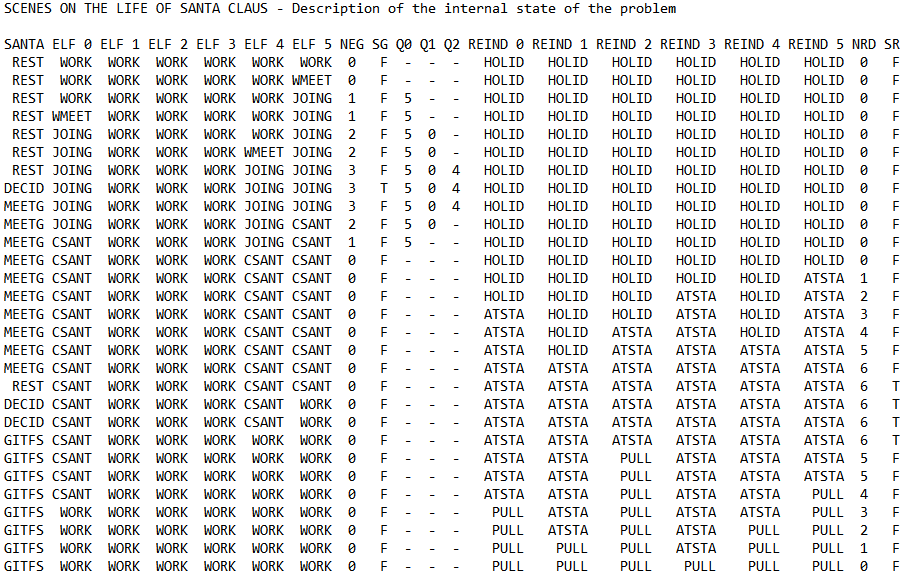 SCENES ON THE LIFE OF SANTA CLAUS - Description of the internal state of the problem
SANTA ELF 0 ELF 1 ELF 2 ELF 3 ELF 4 ELF 5 NEG SG Q0 Q1 Q2 REIND 0 REIND 1 REIND 2 REIND 3 REIND 4 REIND 5 NRD SR
REST WORK WORK WORK WORK WORK WORK 0 F - - - HOLID HOLID HOLID HOLID HOLID HOLID 0 F
REST WORK WORK WORK WORK WORK WMEET 0 F - - - HOLID HOLID HOLID HOLID HOLID HOLID 0 F
REST WORK WORK WORK WORK WORK JOING 1 F 5 - - HOLID HOLID HOLID HOLID HOLID HOLID 0 F
REST WMEET WORK WORK WORK WORK JOING 1 F 5 - - HOLID HOLID HOLID HOLID HOLID HOLID 0 F
REST JOING WORK WORK WORK WORK JOING 2 F 5 0 - HOLID HOLID HOLID HOLID HOLID HOLID 0 F
REST JOING WORK WORK WORK WMEET JOING 2 F 5 0 - HOLID HOLID HOLID HOLID HOLID HOLID 0 F
REST JOING WORK WORK WORK JOING JOING 3 F 5 0 4 HOLID HOLID HOLID HOLID HOLID HOLID 0 F
DECID JOING WORK WORK WORK JOING JOING 3 T 5 0 4 HOLID HOLID HOLID HOLID HOLID HOLID 0 F
MEETG JOING WORK WORK WORK JOING JOING 3 F 5 0 4 HOLID HOLID HOLID HOLID HOLID HOLID 0 F
MEETG JOING WORK WORK WORK JOING CSANT 2 F 5 0 - HOLID HOLID HOLID HOLID HOLID HOLID 0 F
MEETG CSANT WORK WORK WORK JOING CSANT 1 F 5 - - HOLID HOLID HOLID HOLID HOLID HOLID 0 F
MEETG CSANT WORK WORK WORK CSANT CSANT 0 F - - - HOLID HOLID HOLID HOLID HOLID HOLID 0 F
MEETG CSANT WORK WORK WORK CSANT CSANT 0 F - - - HOLID HOLID HOLID HOLID HOLID ATSTA 1 F
MEETG CSANT WORK WORK WORK CSANT CSANT 0 F - - - HOLID HOLID HOLID ATSTA HOLID ATSTA 2 F
MEETG CSANT WORK WORK WORK CSANT CSANT 0 F - - - ATSTA HOLID HOLID ATSTA HOLID ATSTA 3 F
MEETG CSANT WORK WORK WORK CSANT CSANT 0 F - - - ATSTA HOLID ATSTA ATSTA HOLID ATSTA 4 F
MEETG CSANT WORK WORK WORK CSANT CSANT 0 F - - - ATSTA HOLID ATSTA ATSTA ATSTA ATSTA 5 F
MEETG CSANT WORK WORK WORK CSANT CSANT 0 F - - - ATSTA ATSTA ATSTA ATSTA ATSTA ATSTA 6 F
REST CSANT WORK WORK WORK CSANT CSANT 0 F - - - ATSTA ATSTA ATSTA ATSTA ATSTA ATSTA 6 T
DECID CSANT WORK WORK WORK CSANT WORK 0 F - - - ATSTA ATSTA ATSTA ATSTA ATSTA ATSTA 6 T
DECID CSANT WORK WORK WORK CSANT WORK 0 F - - - ATSTA ATSTA ATSTA ATSTA ATSTA ATSTA 6 T
GITFS CSANT WORK WORK WORK WORK WORK 0 F - - - ATSTA ATSTA ATSTA ATSTA ATSTA ATSTA 6 T
GITFS CSANT WORK WORK WORK WORK WORK 0 F - - - ATSTA ATSTA PULL ATSTA ATSTA ATSTA 5 F
GITFS CSANT WORK WORK WORK WORK WORK 0 F - - - ATSTA ATSTA PULL ATSTA ATSTA ATSTA 5 F
GITFS CSANT WORK WORK WORK WORK WORK 0 F - - - ATSTA ATSTA PULL ATSTA ATSTA PULL 4 F
GITFS WORK WORK WORK WORK WORK WORK 0 F - - - PULL ATSTA PULL ATSTA ATSTA PULL 3 F
GITFS WORK WORK WORK WORK WORK WORK 0 F - - - PULL ATSTA PULL ATSTA PULL PULL 2 F
GITFS WORK WORK WORK WORK WORK WORK 0 F - - - PULL PULL PULL ATSTA PULL PULL 1 F
GITFS WORK WORK WORK WORK WORK WORK 0 F - - - PULL PULL PULL PULL PULL PULL 0 F